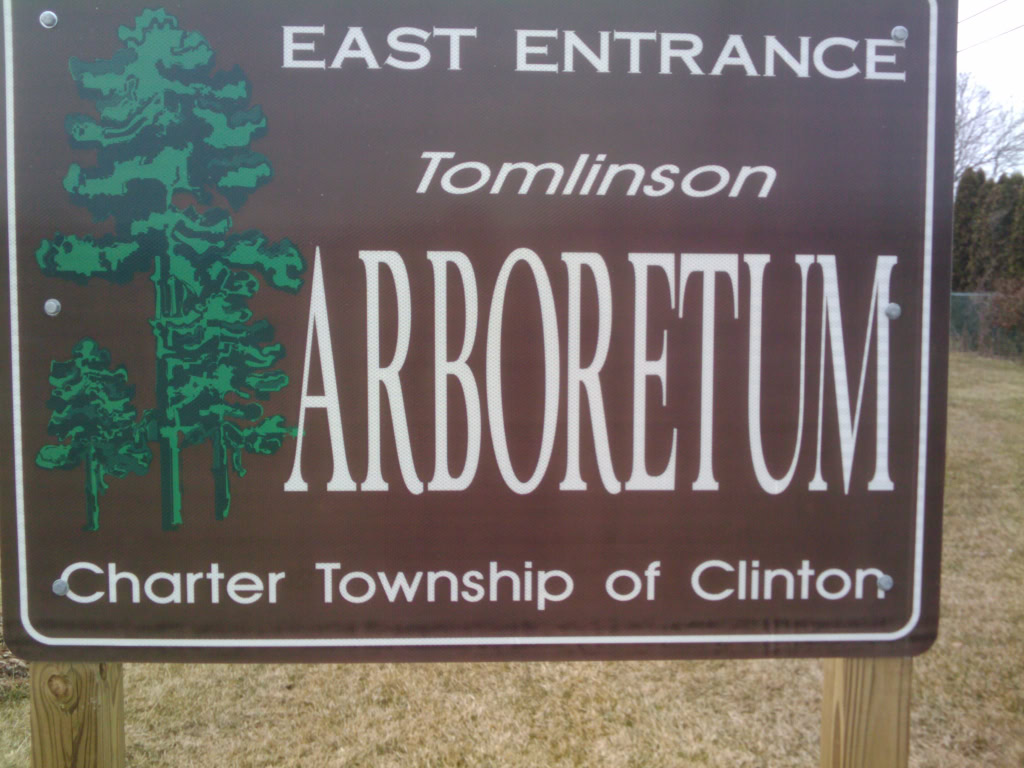 EAST ENTRANCE
Tomlinson
ARBORETUM
Charter Township of Clinton